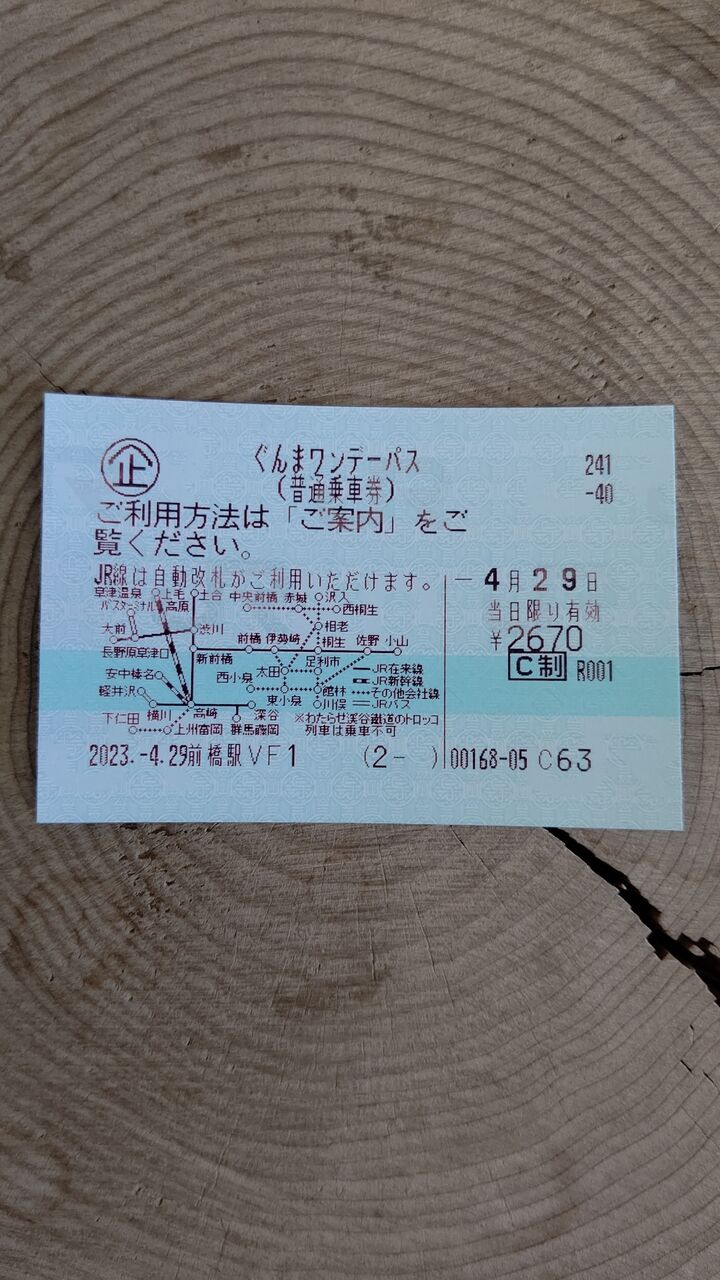 企
ぐんまワンデーパス
241
(普通乗車券)
-40
ご利用方法は「ご案内」をご
覧ください。
JR線は自動改札がご利用いただけます。
-4月29日
当日限り有効
¥2670
C制 R001
草津温泉 上毛 土合 中央前橋 赤城 沢入
バスターミナル 高原 西桐生
大前 渋川 相老
長野原草津口 前橋 伊勢崎 桐生 佐野 小山
新前橋 足利市
安中榛名 西小泉 太田 JR在来線
軽井沢 JR新幹線
東小泉 館林 その他会社線
下仁田 横川 高崎 深谷 川俣 JRバス
上州富岡 群馬藤岡
※わたらせ渓谷鐵道のトロッコ
列車は乗車不可
2023.-4.29前橋駅VF1 (2- ) 00168-05 C63